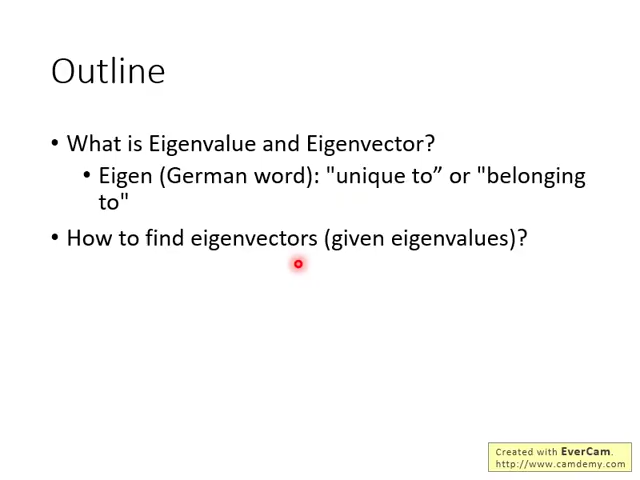 Outline
• What is Eigenvalue and Eigenvector?
• Eigen (German word): "unique to” or "belonging
to"
• How to find eigenvectors (given eigenvalues)?
Created with EverCam.
http://www.camdemy.com